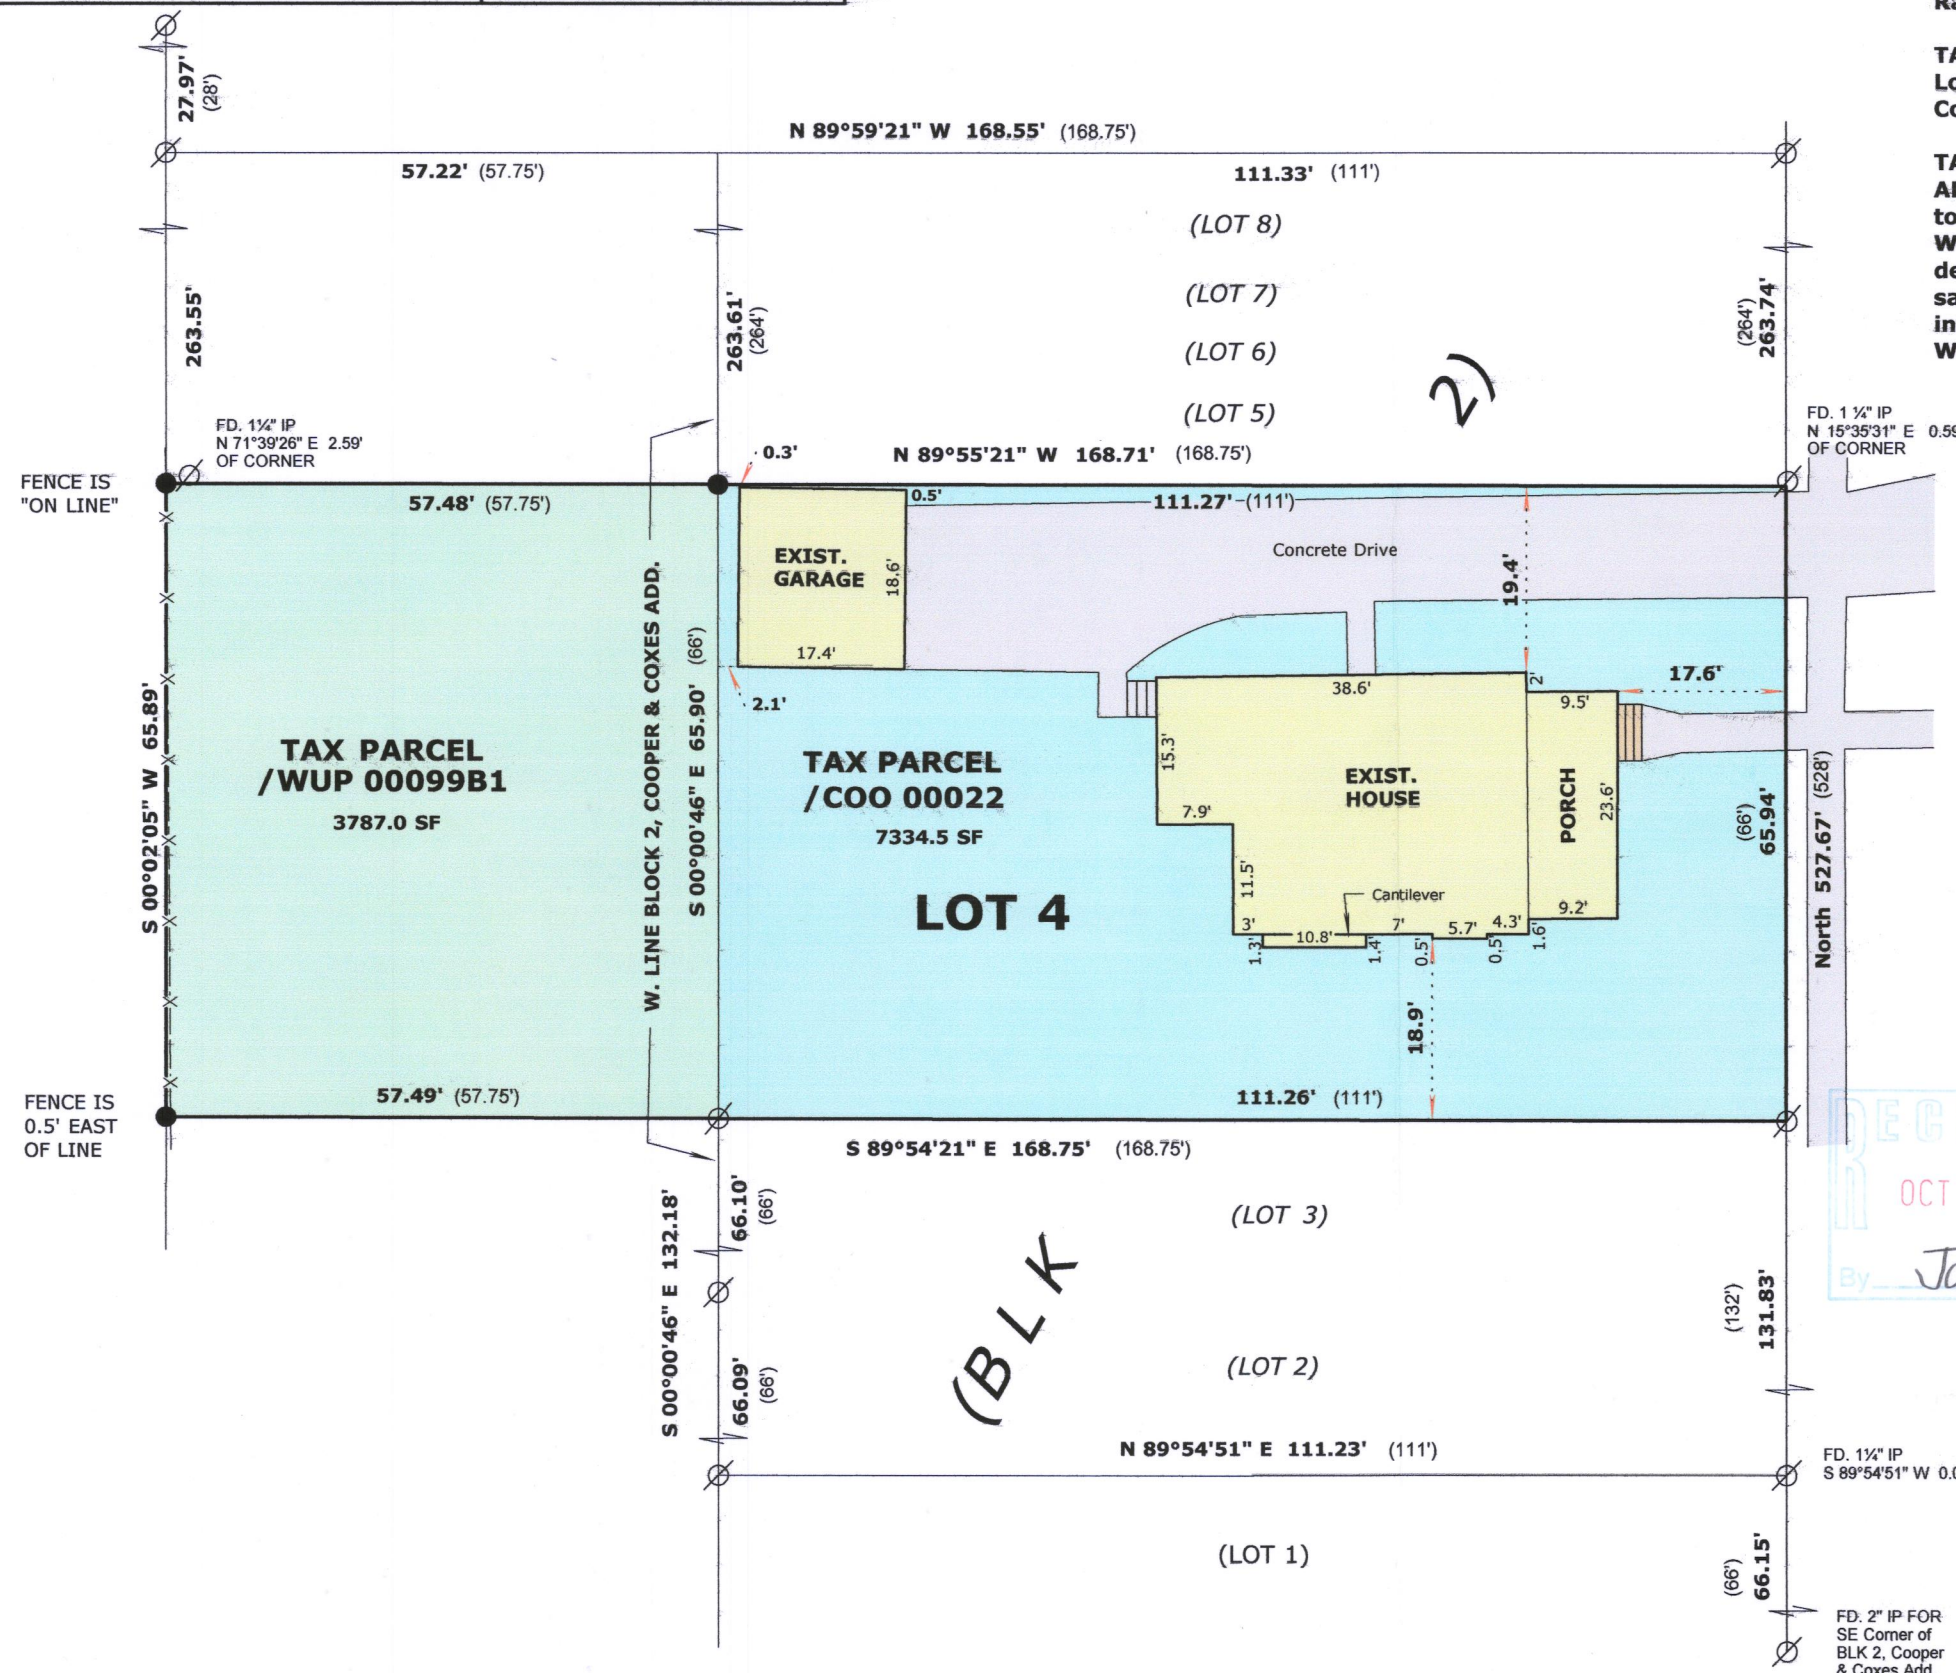 27.97'
(28')
N 89°59'21" W 168.55' (168.75')
57.22' (57.75')
111.33' (111')
(LOT 8)
(LOT 7)
(LOT 6)
(LOT 5)
263.55'
263.61'
(264')
(264')
263.74'
2)
FD. 1¼" IP
N 71°39'26" E 2.59'
OF CORNER
FD. 1 ¼" IP
N 15°35'31" E 0.59
OF CORNER
0.3'
N 89°55'21" W 168.71' (168.75')
FENCE IS
"ON LINE"
57.48' (57.75')
0.5'
111.27' (111')
EXIST.
GARAGE
18.6'
17.4'
Concrete Drive
19.4'
W. LINE BLOCK 2, COOPER & COXES ADD.
S 00°00'46" E 65.90' (66')
S 00°02'05" W 65.89'
2.1'
38.6'
2'
9.5'
17.6'
TAX PARCEL
/WUP 00099B1
3787.0 SF
TAX PARCEL
/COO 00022
7334.5 SF
LOT 4
15.3'
7.9'
11.5'
EXIST.
HOUSE
PORCH
23.6'
Cantilever
3'
10.8'
7'
5.7'
4.3'
9.2'
1.3'
1.4'
0.5'
0.5'
1.6'
18.9'
(66')
65.94'
North 527.67' (528')
FENCE IS
0.5' EAST
OF LINE
57.49' (57.75')
111.26' (111')
S 89°54'21" E 168.75' (168.75')
OCT
By
S 00°00'46" E 132.18'
66.10'
(66')
66.09'
(66')
(LOT 3)
(BLK
(LOT 2)
(132')
131.83'
N 89°54'51" E 111.23' (111')
FD. 1¼" IP
S 89°54'51" W 0.0
(LOT 1)
(66')
66.15'
FD. 2" IP FOR
SE Corner of
BLK 2, Cooper
& Coxes Add